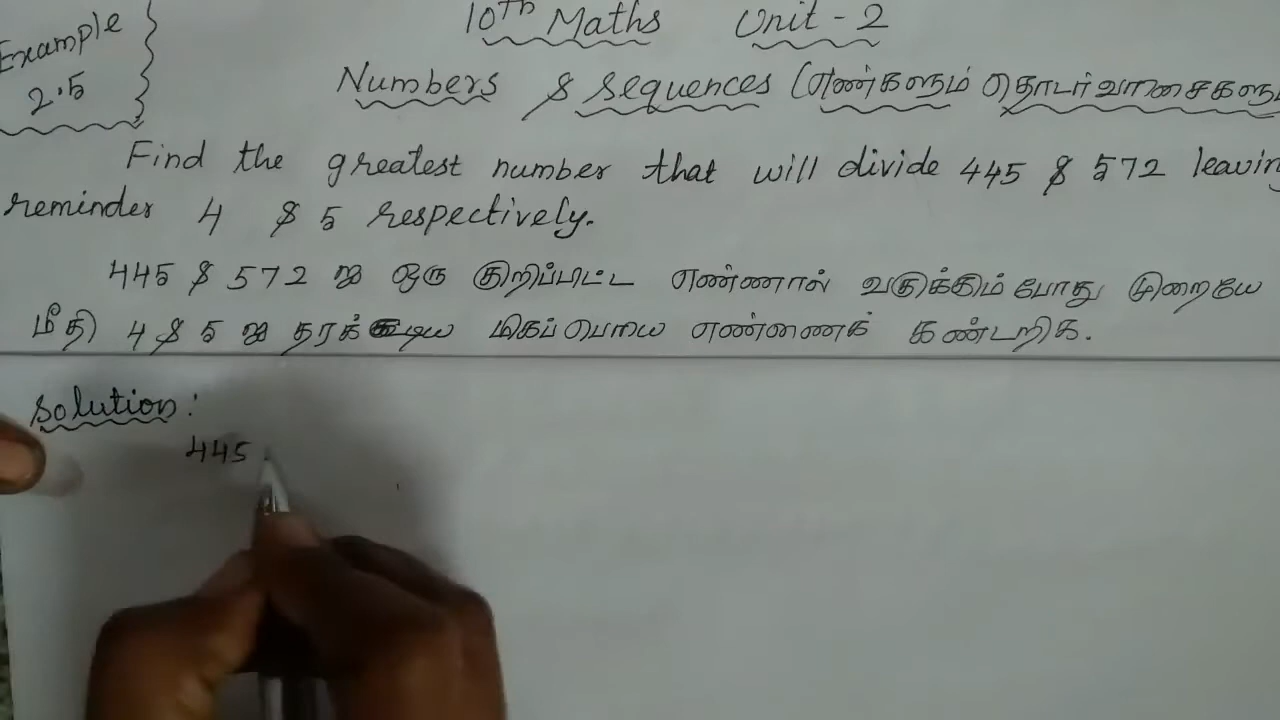 10th Maths Unit - 2
Example
2.5
Numbers & Sequences (எண்களும் தொடர்வரிசைகளும்
Find the greatest number that will divide 445 & 572 leaving
reminder 4 & 5 respectively.
445 & 572 ஐ ஒரு குறிப்பிட்ட எண்ணால் வகுக்கும்போது முறையே
மீதி 4 & 5 ஐ தரக்கூடிய மிகப்பெரிய எண்ணைக் கண்டறிக.
Solution:
445